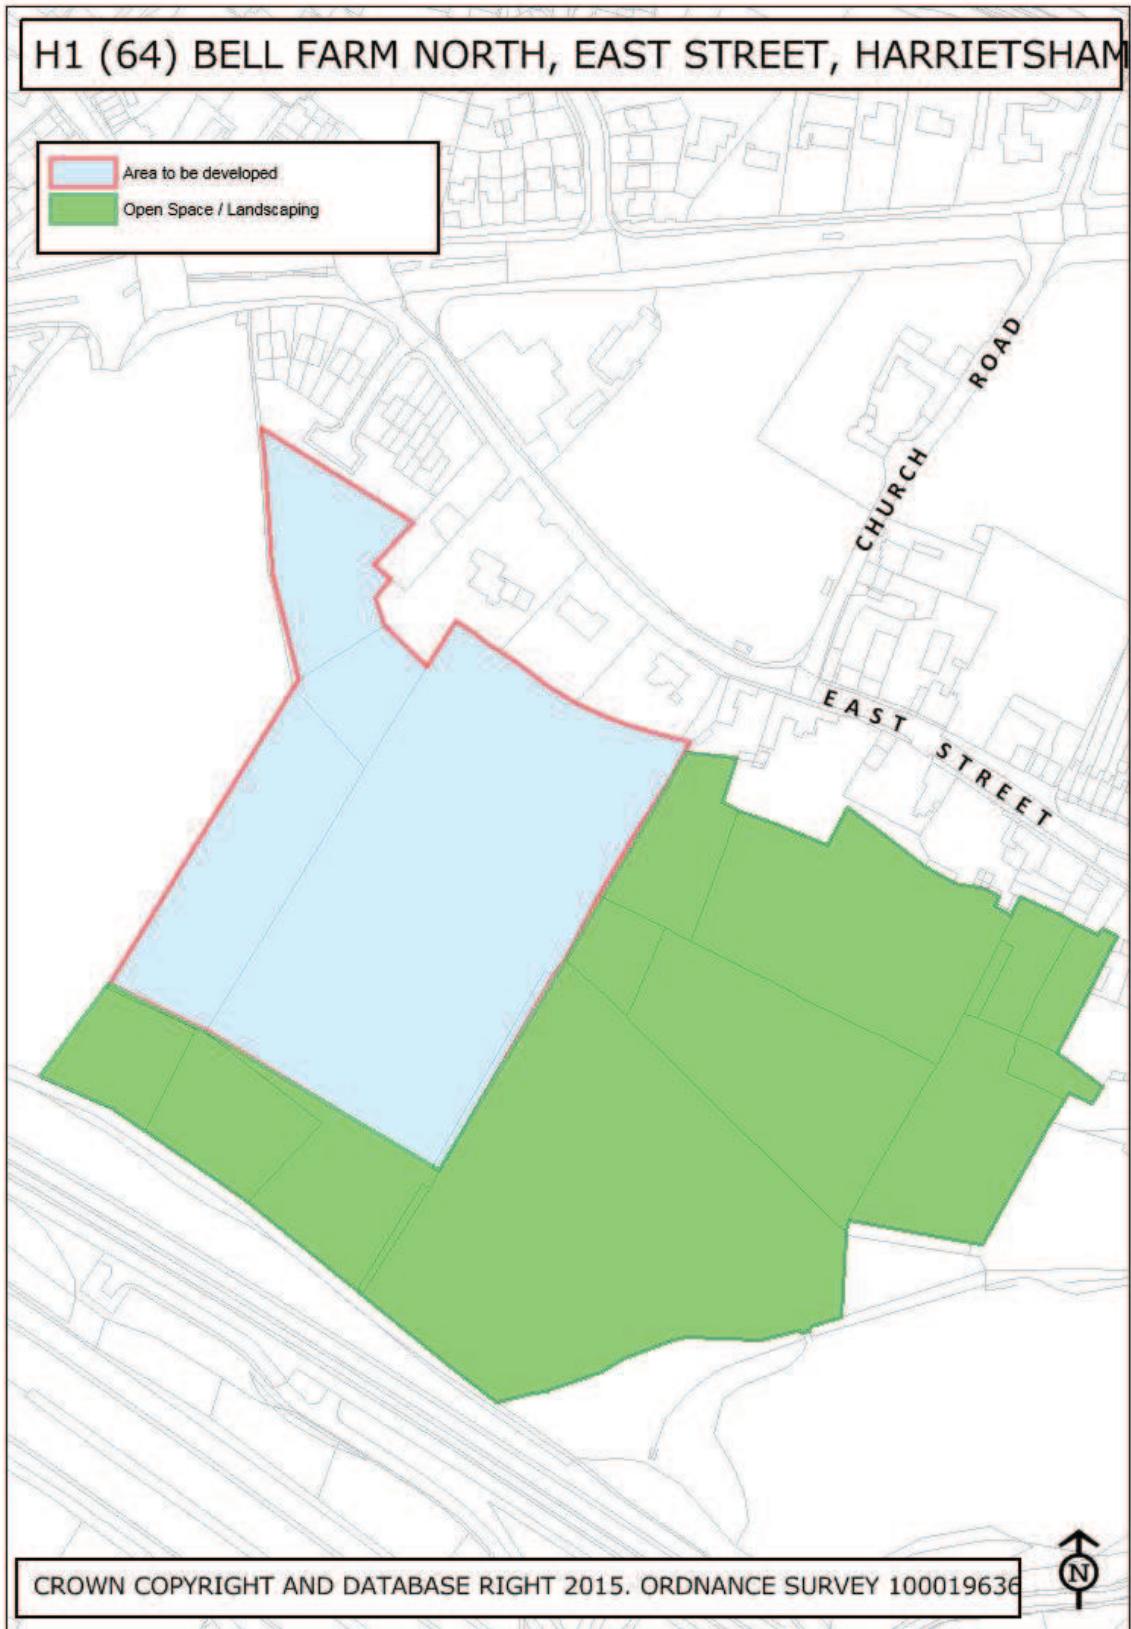 H1 (64) BELL FARM NORTH, EAST STREET, HARRIETSHAM
Area to be developed
Open Space / Landscaping
CHURCH ROAD
EAST STREET
CROWN COPYRIGHT AND DATABASE RIGHT 2015. ORDNANCE SURVEY 100019636
N